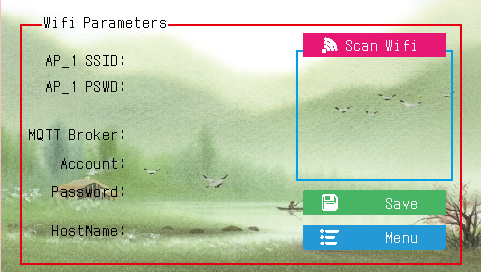 Wifi Parameters
Scan Wifi
AP_1 SSID:
AP_1 PSWD:
MQTT Broker:
Account:
Password:
HostName:
Save
Menu